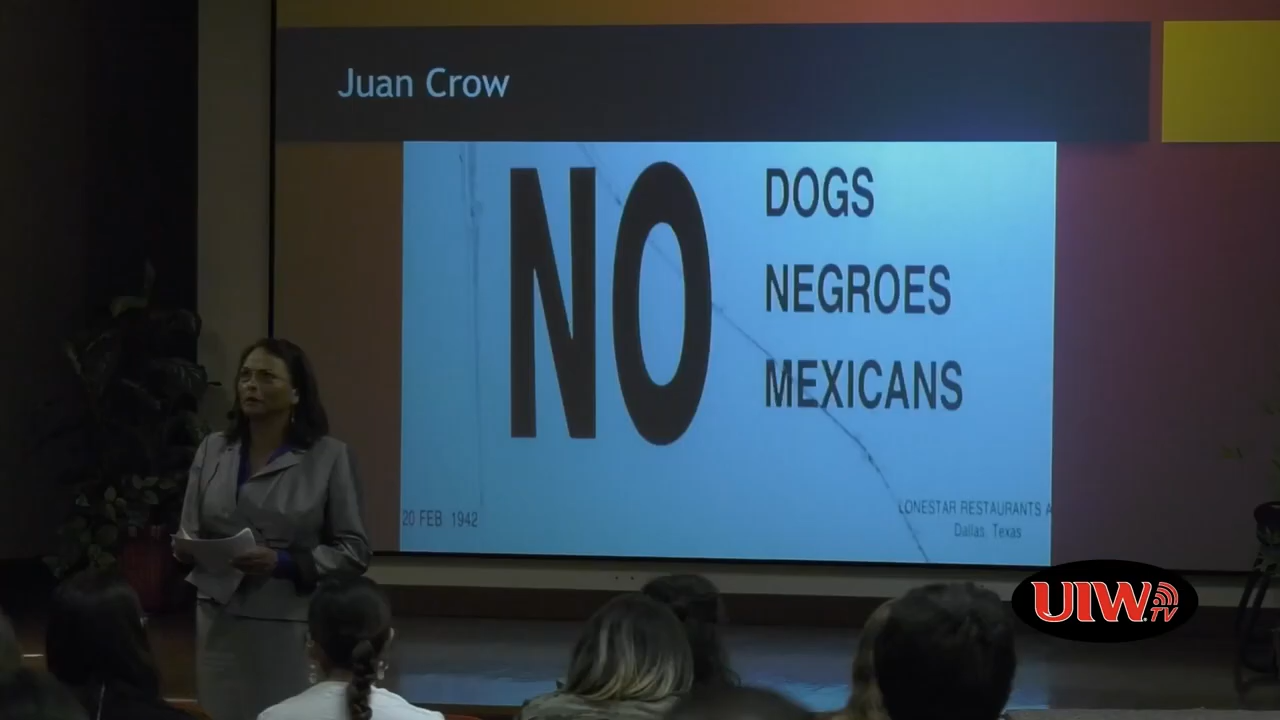 Juan Crow
NO
DOGS
NEGROES
MEXICANS
20 FEB. 1942
LONESTAR RESTAURANTS A
Dallas, Texas
UIW.TV